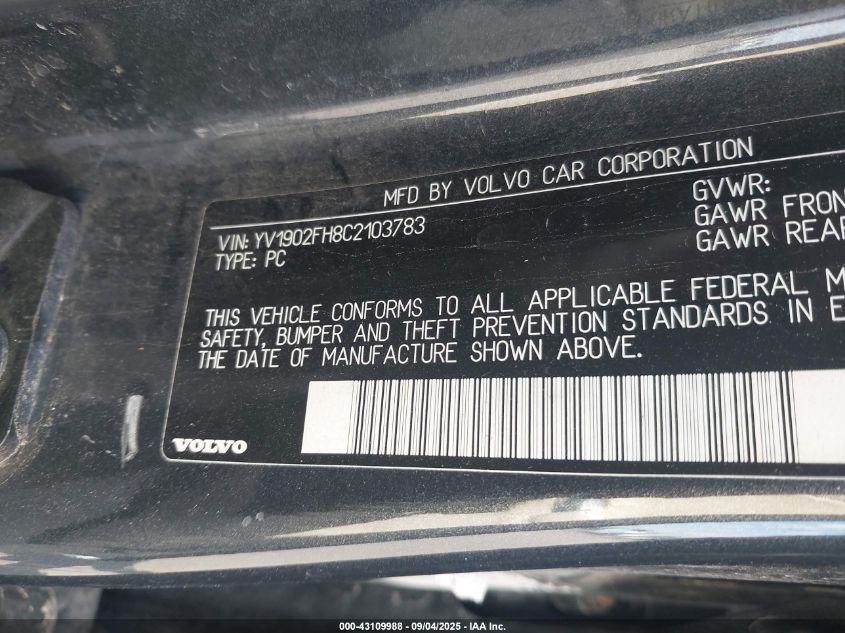 MFD BY VOLVO CAR CORPORATION
VIN: YV1902FH8C2103783
TYPE: PC
GVWR:
GAWR FRON
GAWR REAR
THIS VEHICLE CONFORMS TO ALL APPLICABLE FEDERAL M
SAFETY, BUMPER AND THEFT PREVENTION STANDARDS IN E
THE DATE OF MANUFACTURE SHOWN ABOVE.
VOLVO
000-43109988 - 09/04/2025 - IAA Inc.